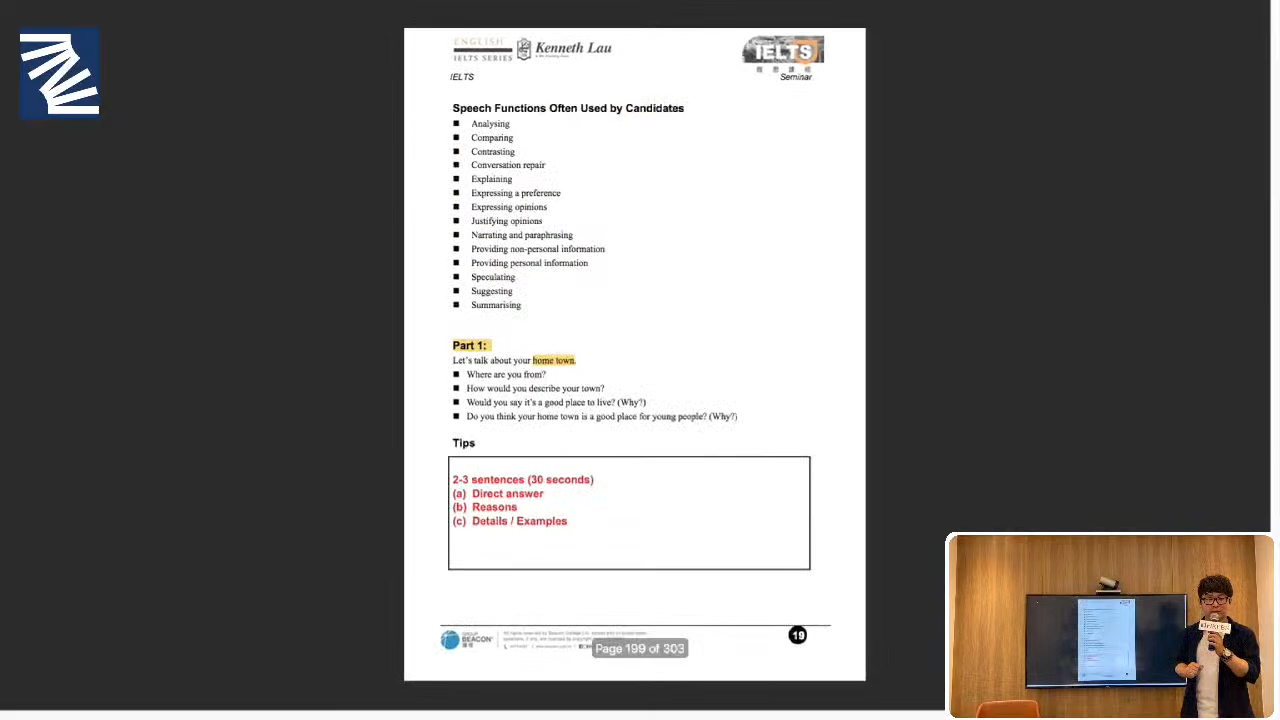 ENGLISH
IELTS SERIES
Kenneth Lau
IELTS
IELTS
Seminar
Speech Functions Often Used by Candidates
■ Analysing
■ Comparing
■ Contrasting
■ Conversation repair
■ Explaining
■ Expressing a preference
■ Expressing opinions
■ Justifying opinions
■ Narrating and paraphrasing
■ Providing non-personal information
■ Providing personal information
■ Speculating
■ Suggesting
■ Summarising
Part 1:
Let's talk about your home town.
■ Where are you from?
■ How would you describe your town?
■ Would you say it's a good place to live? (Why?)
■ Do you think your home town is a good place for young people? (Why?)
Tips
2-3 sentences (30 seconds)
(a) Direct answer
(b) Reasons
(c) Details / Examples
BEACON
19
Page 199 of 303